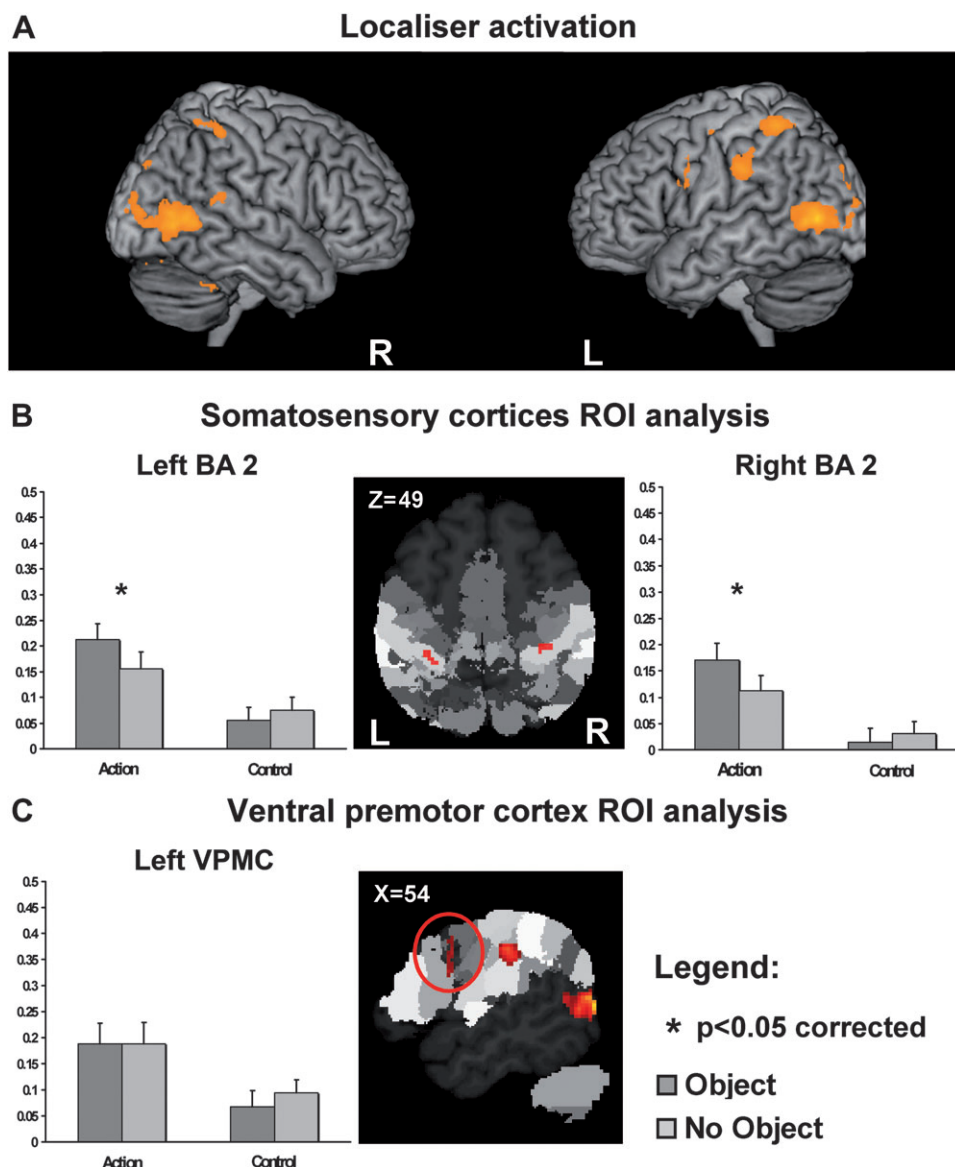 A
Localiser activation
R
L
B
Somatosensory cortices ROI analysis
Left BA 2
0.5
0.45
0.4
0.35
0.3
0.25
0.2
0.15
0.1
0.05
0
*
Action
Control
Z=49
L
R
Right BA 2
0.5
0.45
0.4
0.35
0.3
0.25
0.2
0.15
0.1
0.05
0
*
Action
Control
C
Ventral premotor cortex ROI analysis
Left VPMC
0.5
0.45
0.4
0.35
0.3
0.25
0.2
0.15
0.1
0.05
0
Action
Control
X=54
Legend:
* p<0.05 corrected
Object
No Object